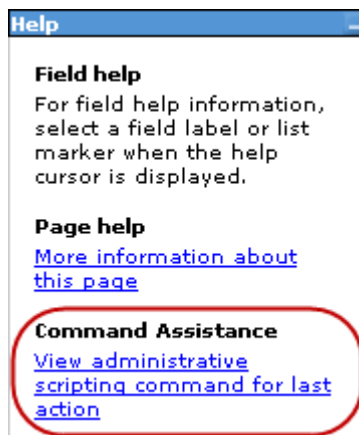 Help
Field help
For field help information,
select a field label or list
marker when the help
cursor is displayed.
Page help
More information about
this page
Command Assistance
View administrative
scripting command for last
action